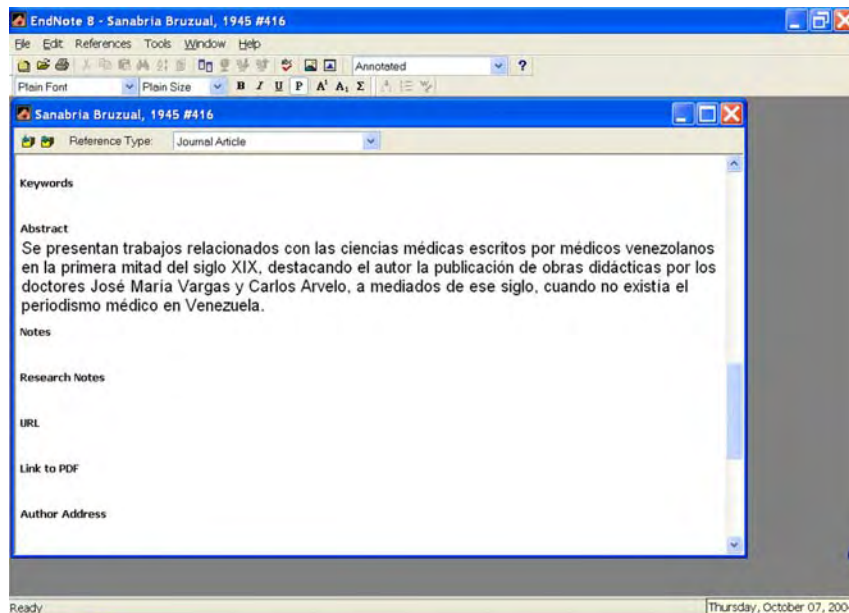 EndNote 8 - Sanabria Bruzual, 1945 #416
File Edit References Tools Window Help
Annotated ?
Plain Font Plain Size B I U P A¹ A₁ Σ
Sanabria Bruzual, 1945 #416
Reference Type: Journal Article
Keywords
Abstract
Se presentan trabajos relacionados con las ciencias médicas escritos por médicos venezolanos
en la primera mitad del siglo XIX, destacando el autor la publicación de obras didácticas por los
doctores José María Vargas y Carlos Arvelo, a mediados de ese siglo, cuando no existía el
periodismo médico en Venezuela.
Notes
Research Notes
URL
Link to PDF
Author Address
Ready
Thursday, October 07, 200